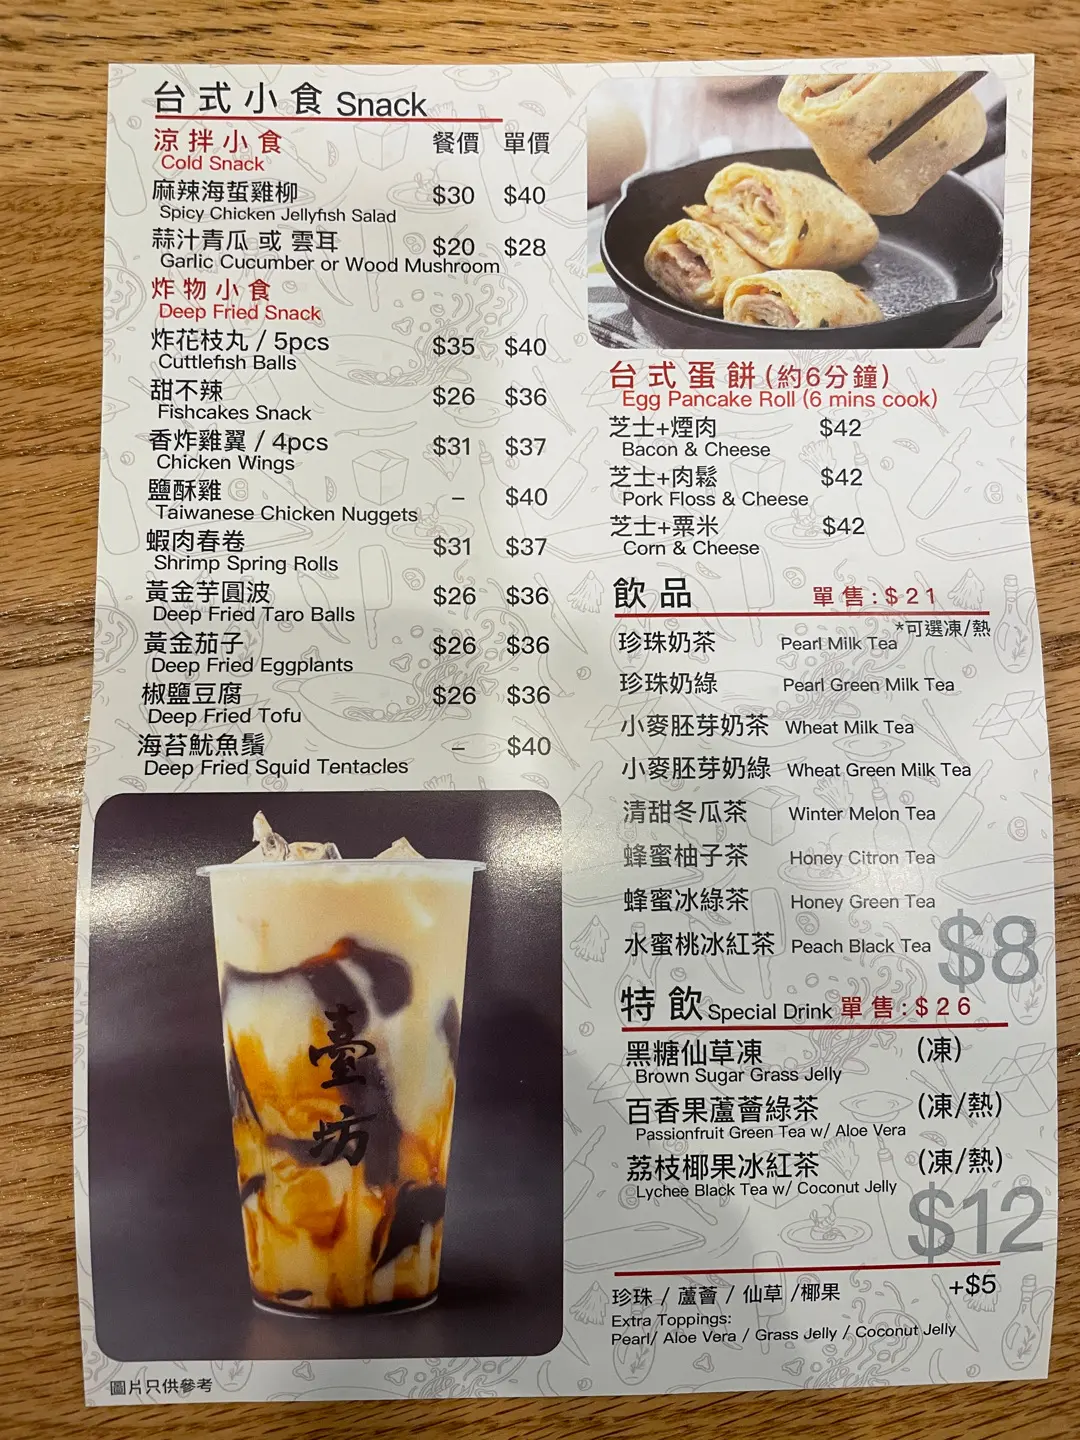 台式小食 Snack
涼拌小食 餐價 單價
Cold Snack
麻辣海蜇雞柳 $30 $40
Spicy Chicken Jellyfish Salad
蒜汁青瓜 或 雲耳 $20 $28
Garlic Cucumber or Wood Mushroom
炸物小食
Deep Fried Snack
炸花枝丸 / 5pcs $35 $40
Cuttlefish Balls
甜不辣 $26 $36
Fishcakes Snack
香炸雞翼 / 4pcs $31 $37
Chicken Wings
鹽酥雞 – $40
Taiwanese Chicken Nuggets
蝦肉春卷 $31 $37
Shrimp Spring Rolls
黃金芋圓波 $26 $36
Deep Fried Taro Balls
黃金茄子 $26 $36
Deep Fried Eggplants
椒鹽豆腐 $26 $36
Deep Fried Tofu
海苔魷魚鬚 – $40
Deep Fried Squid Tentacles
臺坊
圖片只供參考
台式蛋餅(約6分鐘)
Egg Pancake Roll (6 mins cook)
芝士+煙肉 $42
Bacon & Cheese
芝士+肉鬆 $42
Pork Floss & Cheese
芝士+粟米 $42
Corn & Cheese
飲品 單售:$21
*可選凍/熱
珍珠奶茶 Pearl Milk Tea
珍珠奶綠 Pearl Green Milk Tea
小麥胚芽奶茶 Wheat Milk Tea
小麥胚芽奶綠 Wheat Green Milk Tea
清甜冬瓜茶 Winter Melon Tea
蜂蜜柚子茶 Honey Citron Tea
蜂蜜冰綠茶 Honey Green Tea
水蜜桃冰紅茶 Peach Black Tea
$8
特飲 Special Drink 單售:$26
黑糖仙草凍 (凍)
Brown Sugar Grass Jelly
百香果蘆薈綠茶 (凍/熱)
Passionfruit Green Tea w/ Aloe Vera
荔枝椰果冰紅茶 (凍/熱)
Lychee Black Tea w/ Coconut Jelly
$12
珍珠 / 蘆薈 / 仙草 /椰果 +$5
Extra Toppings:
Pearl/ Aloe Vera / Grass Jelly / Coconut Jelly